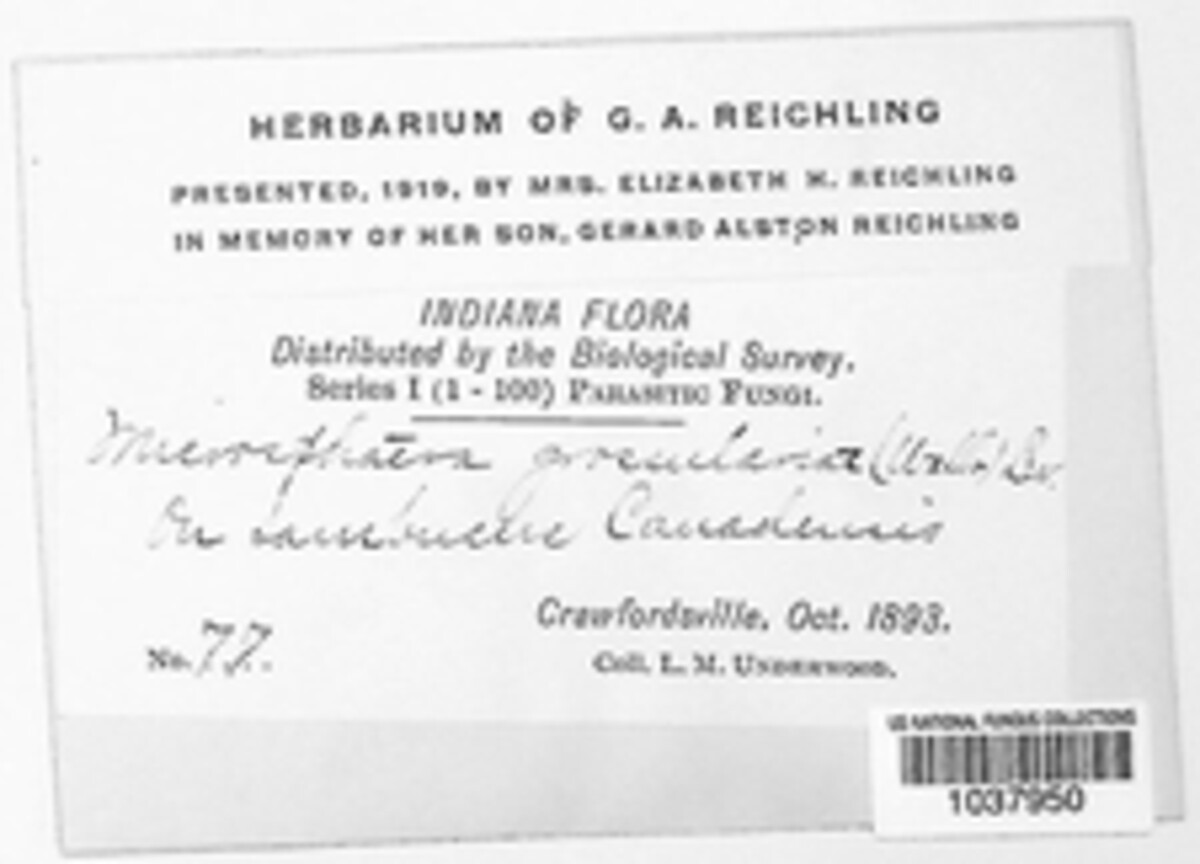 HERBARIUM OF G. A. REICHLING
PRESENTED, 1919, BY MRS. ELIZABETH H. REICHLING
IN MEMORY OF HER SON, GERARD ALSTON REICHLING
INDIANA FLORA
Distributed by the Biological Survey.
Series I (1 - 100) PARASITIC FUNGI.
Microsphaera (Wallr)
On Sambucus Canadensis
Crawfordsville, Oct. 1893.
No. 77.
Coll. L. M. UNDERWOOD.
US NATIONAL FUNGUS COLLECTIONS
1037950